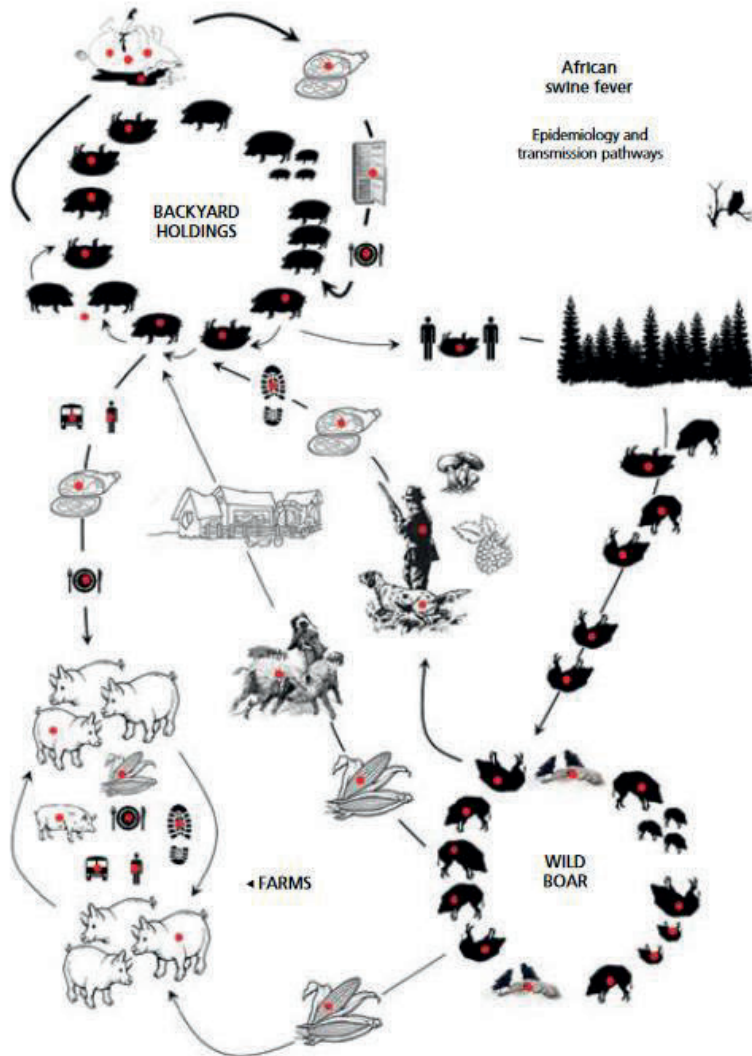 African
swine fever
Epidemiology and
transmission pathways
BACKYARD
HOLDINGS
WILD
BOAR
◄ FARMS